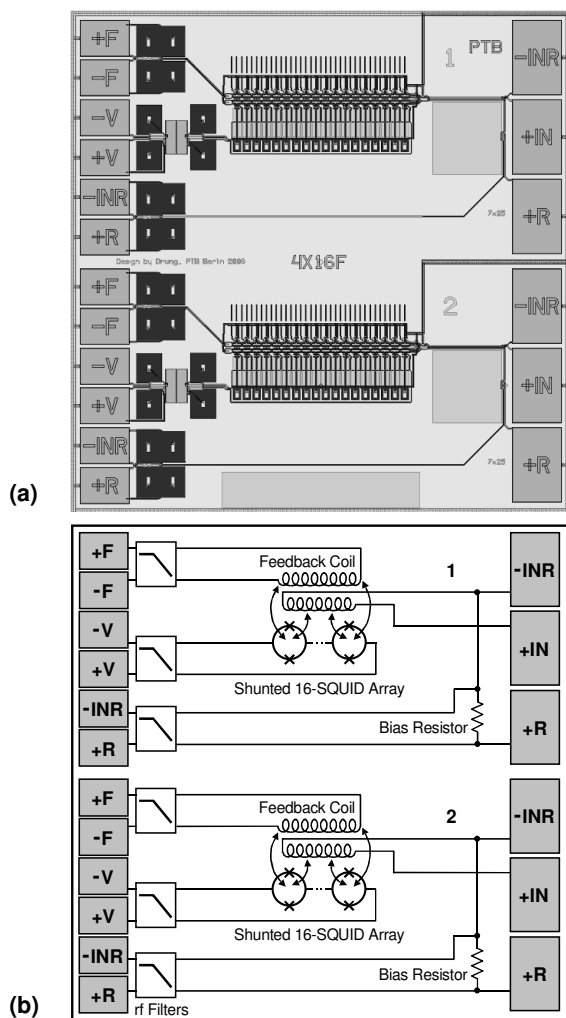 +F
-F
-V
+V
-INR
+R
1
PTB
-INR
+IN
+R
7x25
Design by Drung, PTB Berlin 2006
4X16F
+F
-F
-V
+V
-INR
+R
2
-INR
+IN
+R
7x25
(a)
+F
-F
-V
+V
-INR
+R
Feedback Coil
1
-INR
+IN
+R
Shunted 16-SQUID Array
Bias Resistor
+F
-F
-V
+V
-INR
+R
Feedback Coil
2
-INR
+IN
+R
Shunted 16-SQUID Array
Bias Resistor
rf Filters
(b)